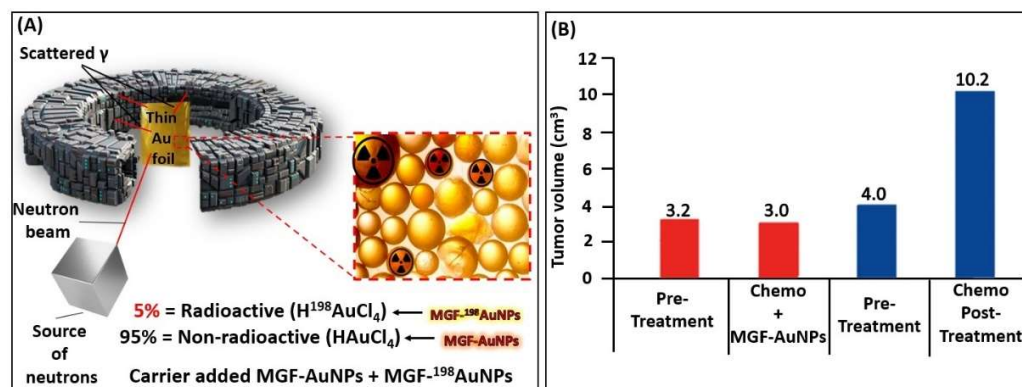 (A)
Scattered γ
Thin
Au
foil
Neutron
beam
Source
of
neutrons
5% = Radioactive (H¹⁹⁸AuCl₄) ← MGF-¹⁹⁸AuNPs
95% = Non-radioactive (HAuCl₄) ← MGF-AuNPs
Carrier added MGF-AuNPs + MGF-¹⁹⁸AuNPs
(B)
Tumor volume (cm³)
12
10
8
6
4
2
0
3.2
3.0
4.0
10.2
Pre-
Treatment
Chemo
+
MGF-AuNPs
Pre-
Treatment
Chemo
Post-
Treatment